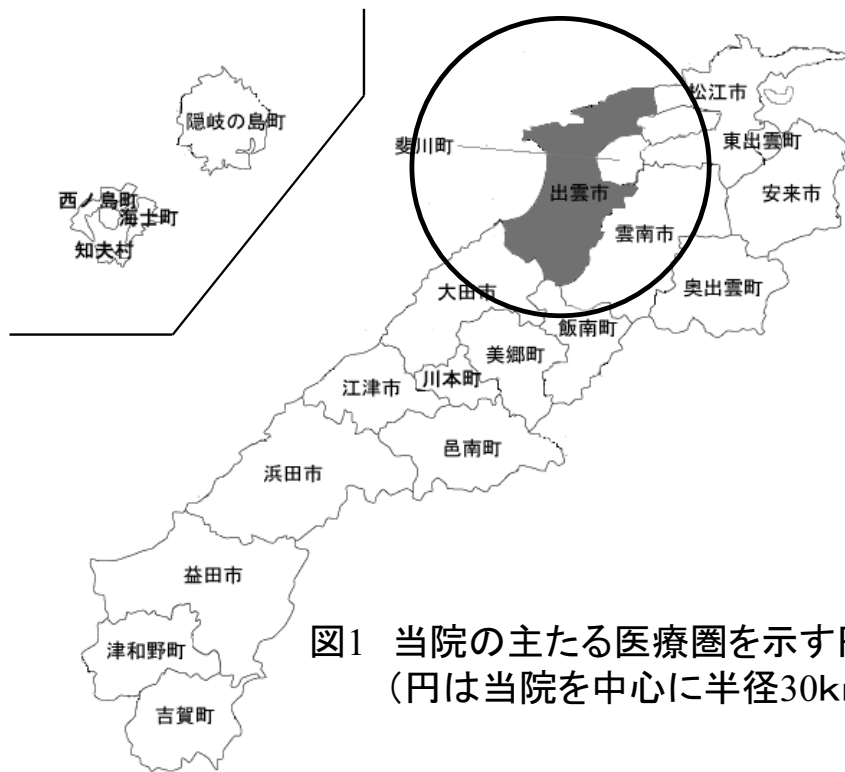 隠岐の島町
西ノ島町
海士町
知夫村
松江市
東出雲町
斐川町
安来市
出雲市
雲南市
奥出雲町
大田市
飯南町
美郷町
川本町
江津市
邑南町
浜田市
益田市
津和野町
吉賀町
図1 当院の主たる医療圏を示す
(円は当院を中心に半径30k